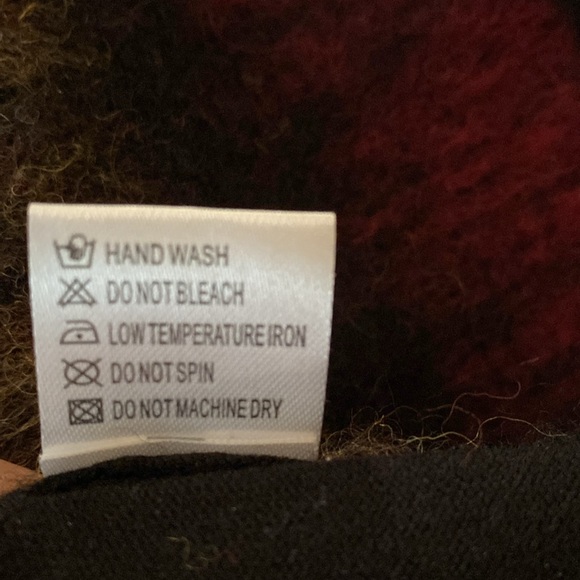 HAND WASH
DO NOT BLEACH
LOW TEMPERATURE IRON
DO NOT SPIN
DO NOT MACHINE DRY